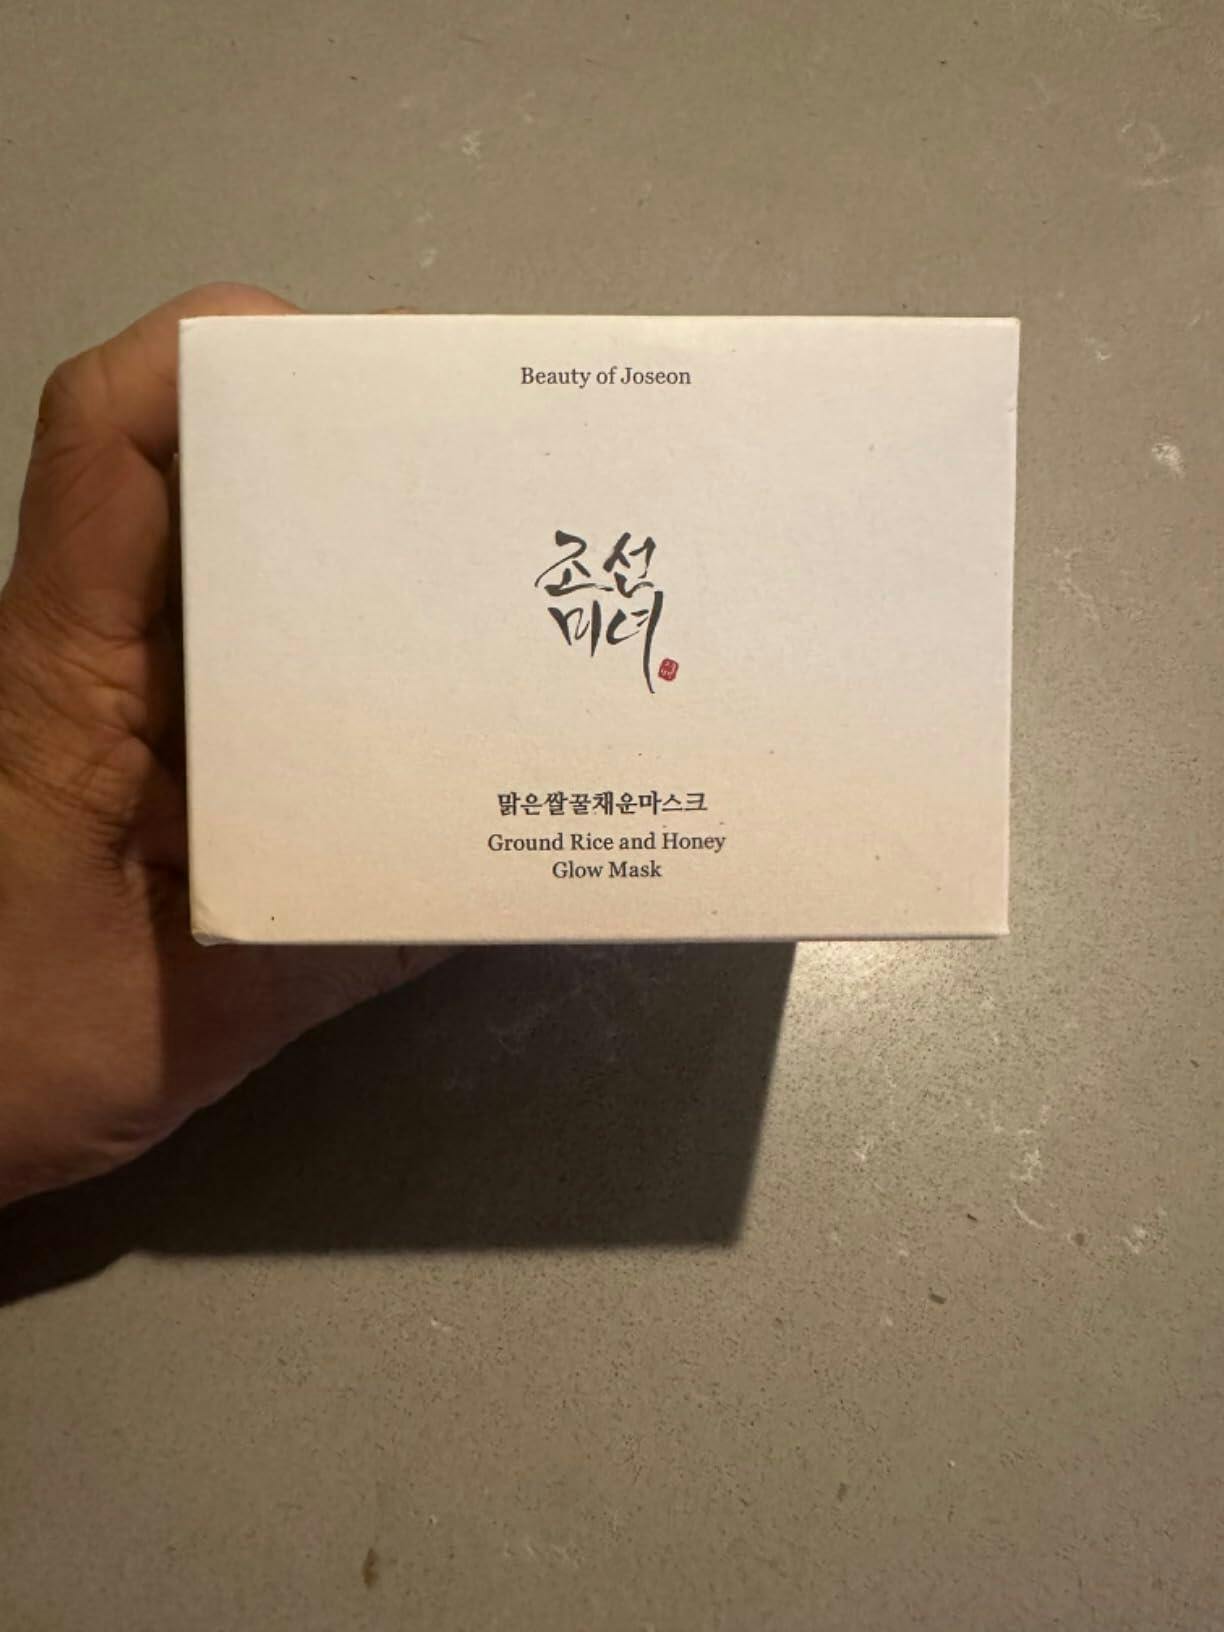 Beauty of Joseon
조선
미녀
맑은쌀꿀채운마스크
Ground Rice and Honey
Glow Mask